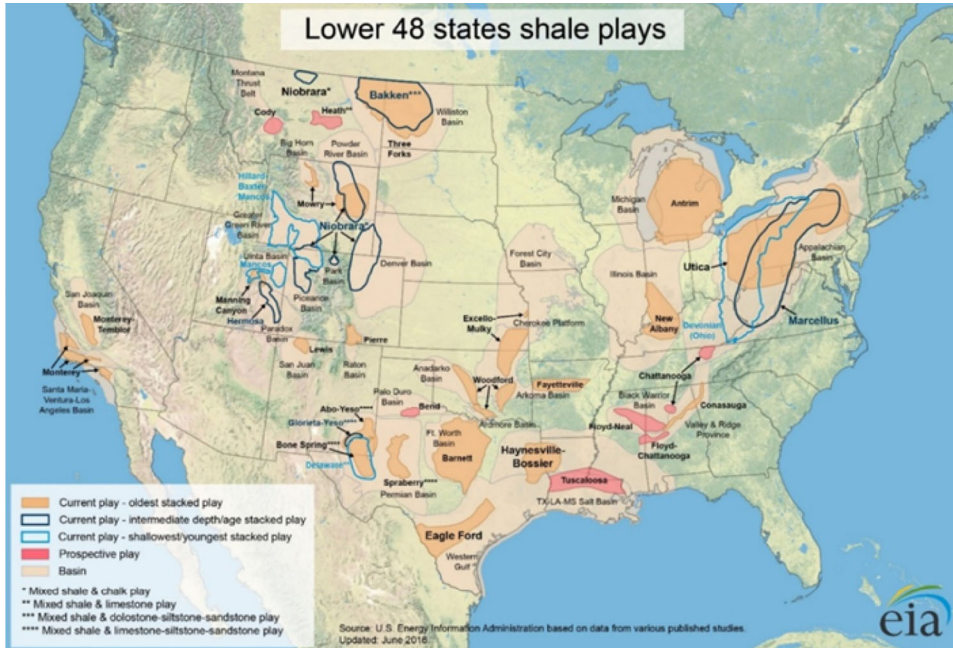 Lower 48 states shale plays
Montana
Thrust
Belt
Niobrara*
Bakken***
Cody
Heath**
Williston
Basin
Big Horn
Basin
Powder
River Basin
Three
Forks
Hilliard-
Baxter-
Mancos
Mowry
Greater
Green River
Basin
Niobrara*
Uinta Basin
Mancos
Park
Basin
Denver Basin
Manning
Canyon
Piceance
Basin
Hermosa
Paradox
Basin
San Joaquin
Basin
Monterey-
Temblor
Monterey
Santa Maria-
Ventura-Los
Angeles Basin
Lewis
San Juan
Basin
Pierre
Raton
Basin
Michigan
Basin
Antrim
Forest City
Basin
Illinois Basin
Utica
Appalachian
Basin
Excello-
Mulky
Cherokee Platform
New
Albany
Devonian
(Ohio)
Marcellus
Anadarko
Basin
Woodford
Fayetteville
Arkoma Basin
Chattanooga
Palo Duro
Basin
Bend
Ardmore Basin
Black Warrior
Basin
Conasauga
Abo-Yeso****
Glorieta-Yeso****
Floyd-Neal
Valley & Ridge
Province
Bone Spring****
Ft. Worth
Basin
Barnett
Haynesville-
Bossier
Floyd-
Chattanooga
Delaware**
Spraberry****
Permian Basin
Tuscaloosa
TX-LA-MS Salt Basin
Eagle Ford
Western
Gulf
Current play - oldest stacked play
Current play - intermediate depth/age stacked play
Current play - shallowest/youngest stacked play
Prospective play
Basin
* Mixed shale & chalk play
** Mixed shale & limestone play
*** Mixed shale & dolostone-siltstone-sandstone play
**** Mixed shale & limestone-siltstone-sandstone play
Source: U.S. Energy Information Administration based on data from various published studies.
Updated: June 2016
eia